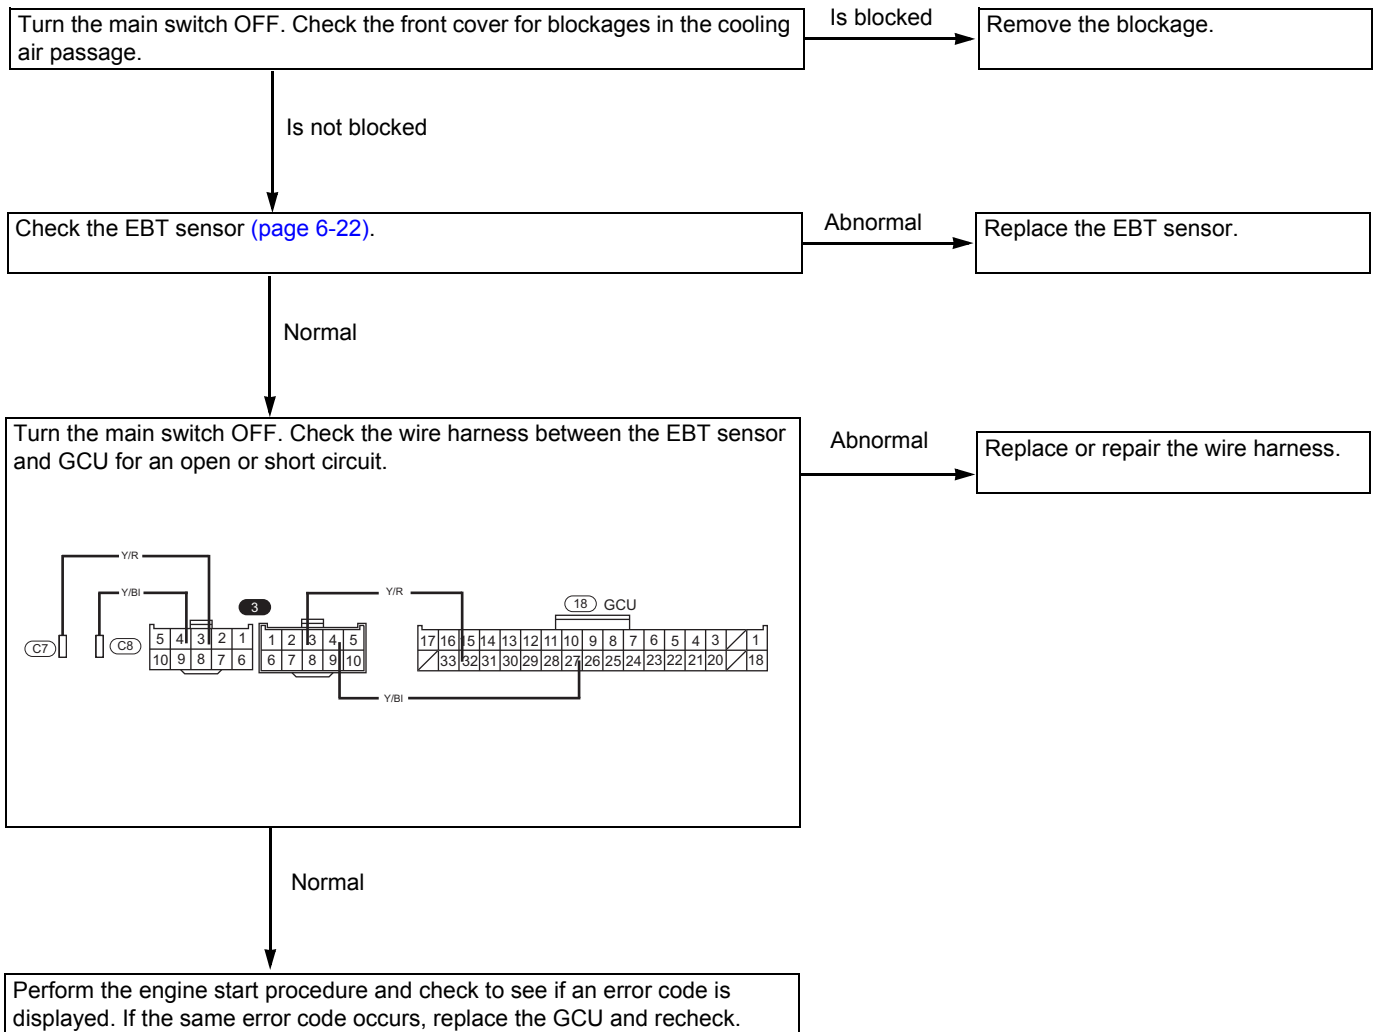 Turn the main switch OFF. Check the front cover for blockages in the cooling
air passage.
Is blocked
Remove the blockage.
Is not blocked
Check the EBT sensor (page 6-22).
Abnormal
Replace the EBT sensor.
Normal
Turn the main switch OFF. Check the wire harness between the EBT sensor
and GCU for an open or short circuit.
Abnormal
Replace or repair the wire harness.
Y/R
Y/Bl
3
Y/R
18 GCU
C7 C8
5 4 3 2 1
10 9 8 7 6
1 2 3 4 5
6 7 8 9 10
17 16 15 14 13 12 11 10 9 8 7 6 5 4 3 1
33 32 31 30 29 28 27 26 25 24 23 22 21 20 18
Y/Bl
Normal
Perform the engine start procedure and check to see if an error code is
displayed. If the same error code occurs, replace the GCU and recheck.